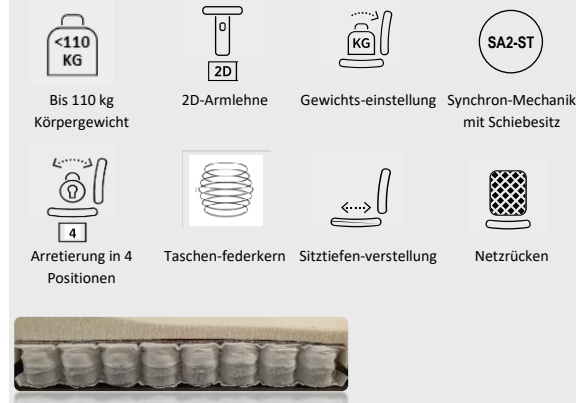 <110
KG
2D
KG
SA2-ST
Bis 110 kg
Körpergewicht
2D-Armlehne
Gewichts-einstellung
Synchron-Mechanik
mit Schiebesitz
4
Arretierung in 4
Positionen
Taschen-federkern
Sitztiefen-verstellung
Netzrücken